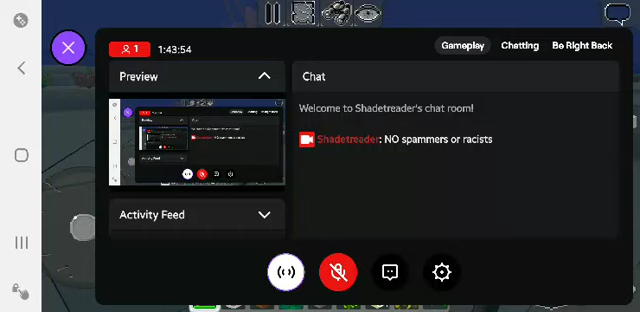 1
1:43:54
Gameplay
Chatting
Be Right Back
Preview
Chat
Welcome to Shadetreader's chat room!
Shadetreader: NO spammers or racists
Activity Feed